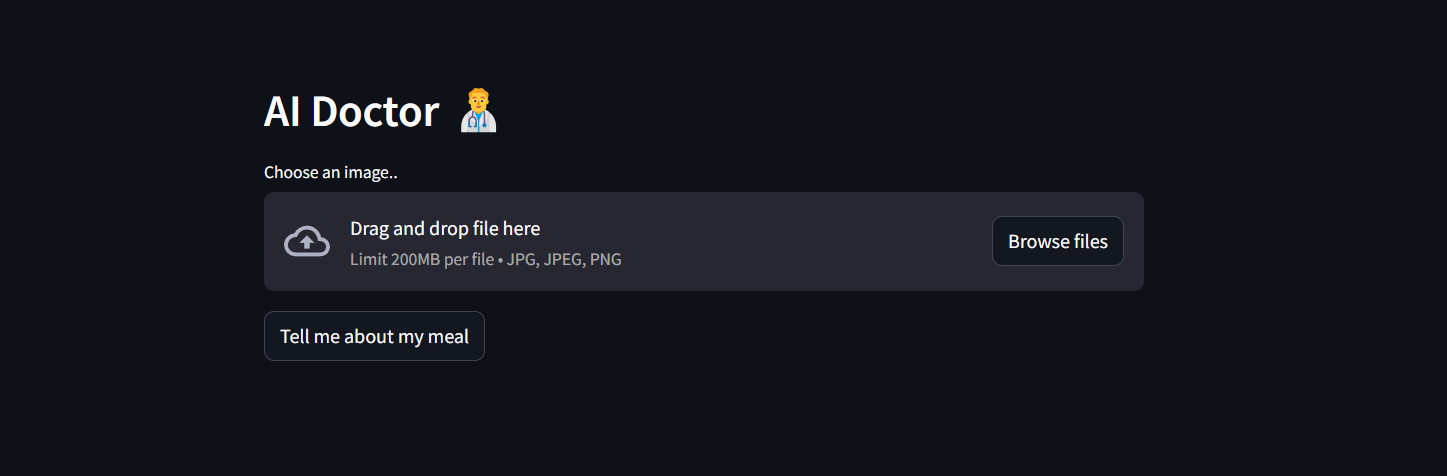 AI Doctor 👨‍⚕️
Choose an image..
Drag and drop file here
Limit 200MB per file • JPG, JPEG, PNG
Browse files
Tell me about my meal